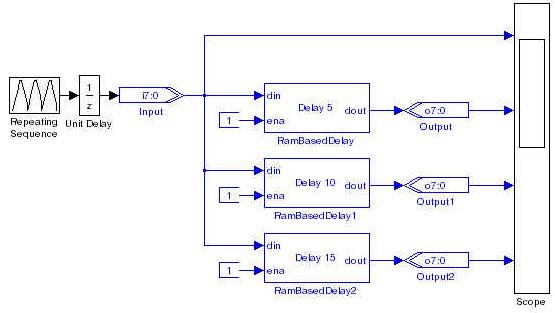 Repeating
Sequence
1
z
Unit Delay
i7:0
Input
din
ena
Delay 5
dout
1
RamBasedDelay
o7:0
Output
din
ena
Delay 10
dout
1
RamBasedDelay1
o7:0
Output1
din
ena
Delay 15
dout
1
RamBasedDelay2
o7:0
Output2
Scope